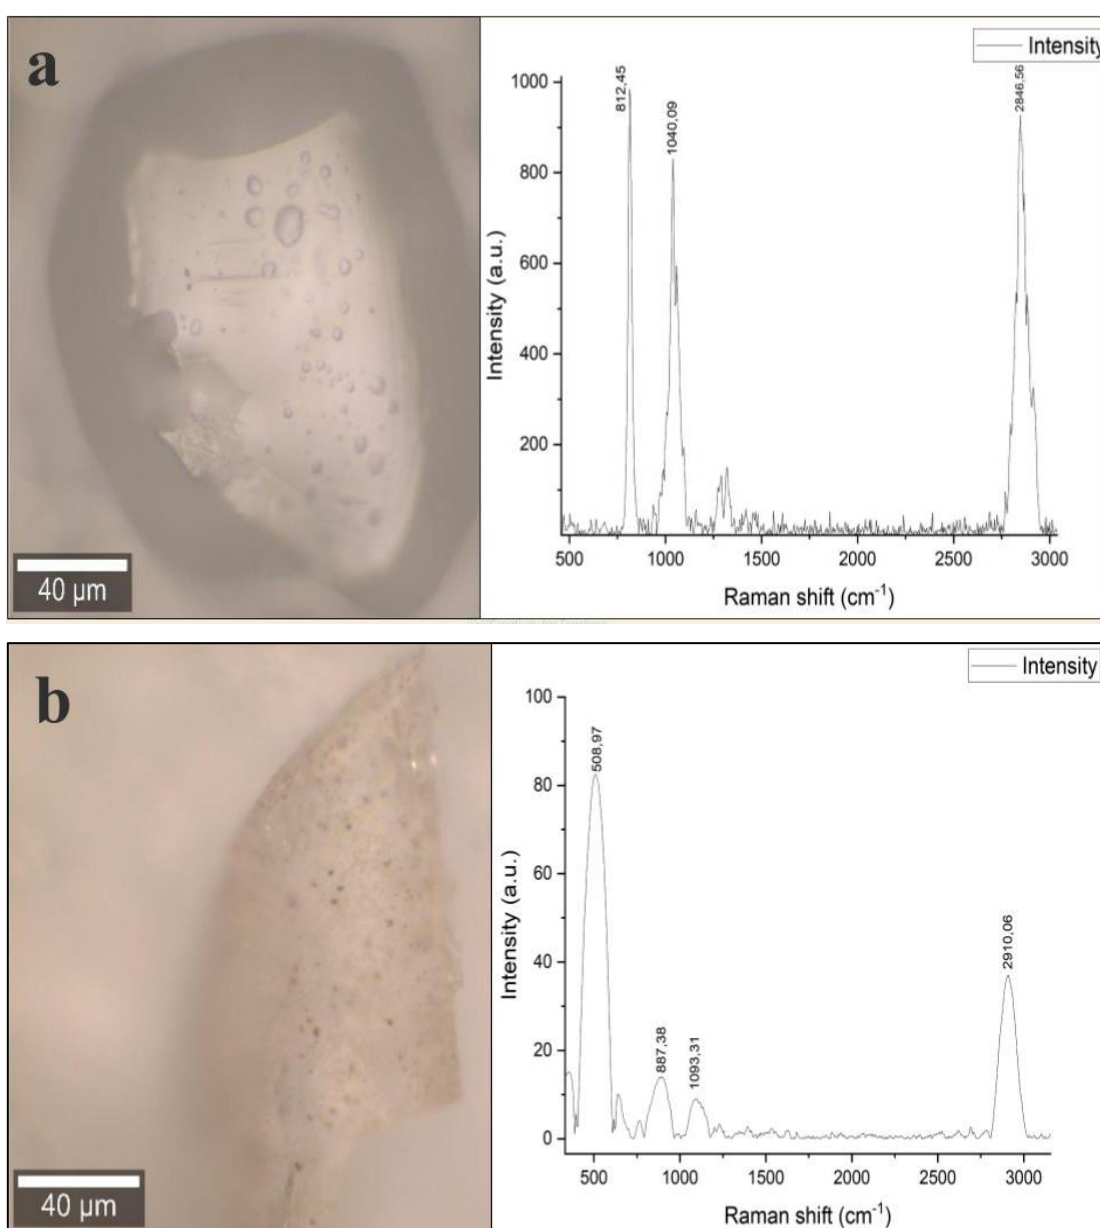 a
40 µm
Intensity
812,45
1040,09
2846,56
1000
800
600
400
200
Intensity (a.u.)
500 1000 1500 2000 2500 3000
Raman shift (cm-1)
b
40 µm
Intensity
508,97
887,38
1093,31
2910,06
100
80
60
40
20
0
Intensity (a.u.)
500 1000 1500 2000 2500 3000
Raman shift (cm-1)